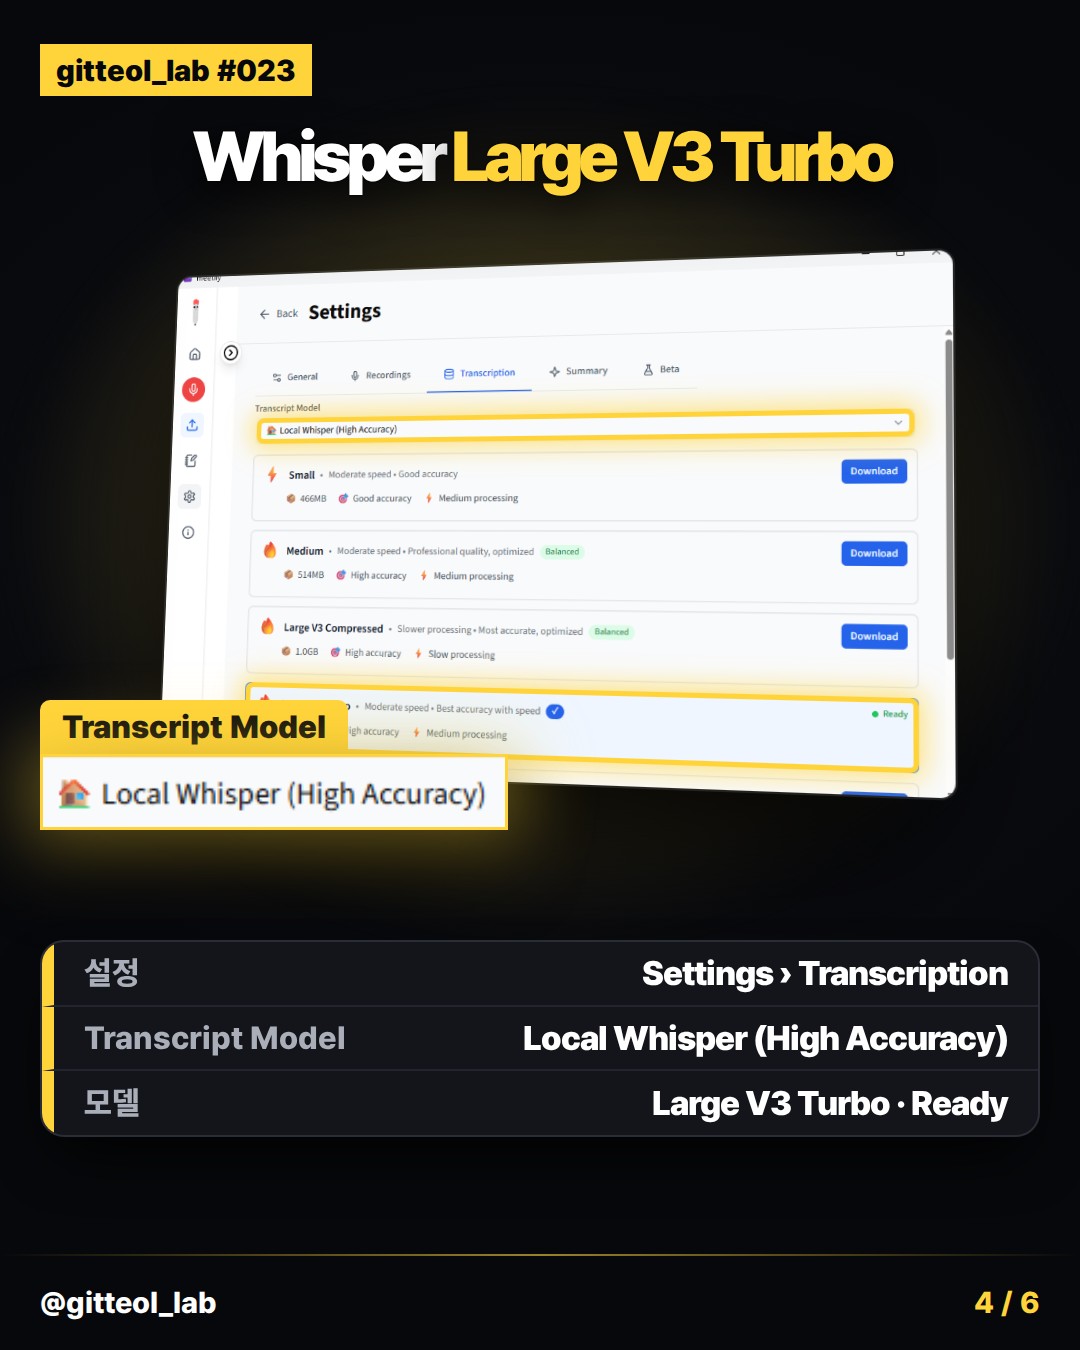 gitteol_lab #023
Whisper Large V3 Turbo
Meetily
← Back Settings
General Recordings Transcription Summary Beta
Transcript Model
Local Whisper (High Accuracy)
Small • Moderate speed • Good accuracy
Download
466MB Good accuracy Medium processing
Medium • Moderate speed • Professional quality, optimized Balanced
Download
514MB High accuracy Medium processing
Large V3 Compressed • Slower processing • Most accurate, optimized Balanced
Download
1.0GB High accuracy Slow processing
• Moderate speed • Best accuracy with speed ✓
Ready
Medium processing
Transcript Model
Local Whisper (High Accuracy)
설정 Settings › Transcription
Transcript Model Local Whisper (High Accuracy)
모델 Large V3 Turbo · Ready
@gitteol_lab 4 / 6